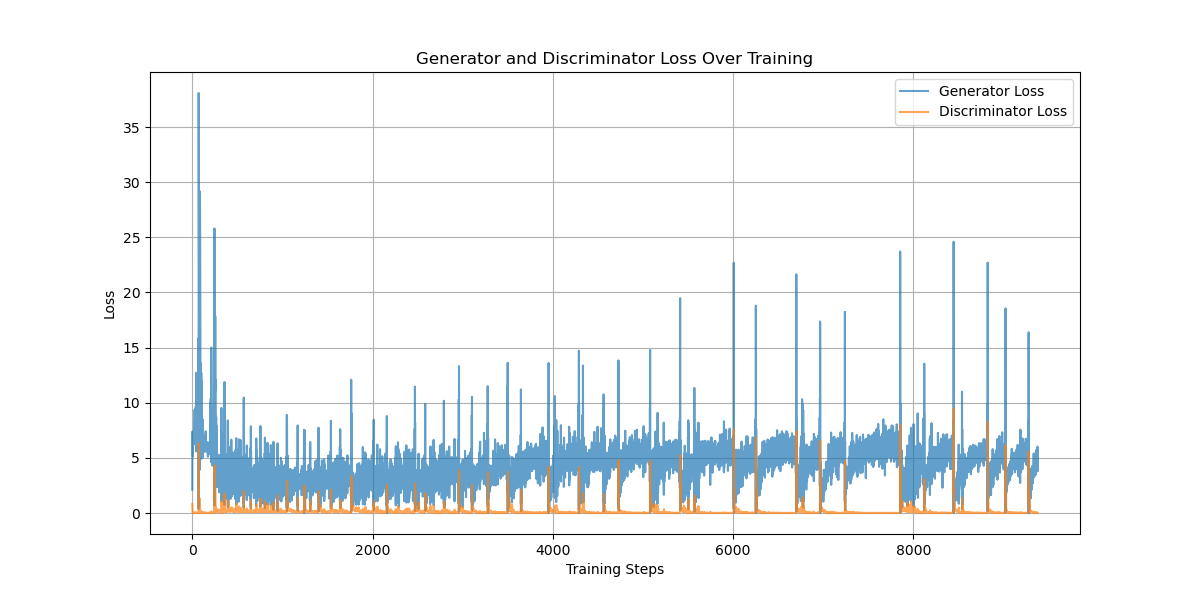 Generator and Discriminator Loss Over Training
Generator Loss
Discriminator Loss
35
30
25
20
15
10
5
0
Loss
0 2000 4000 6000 8000
Training Steps